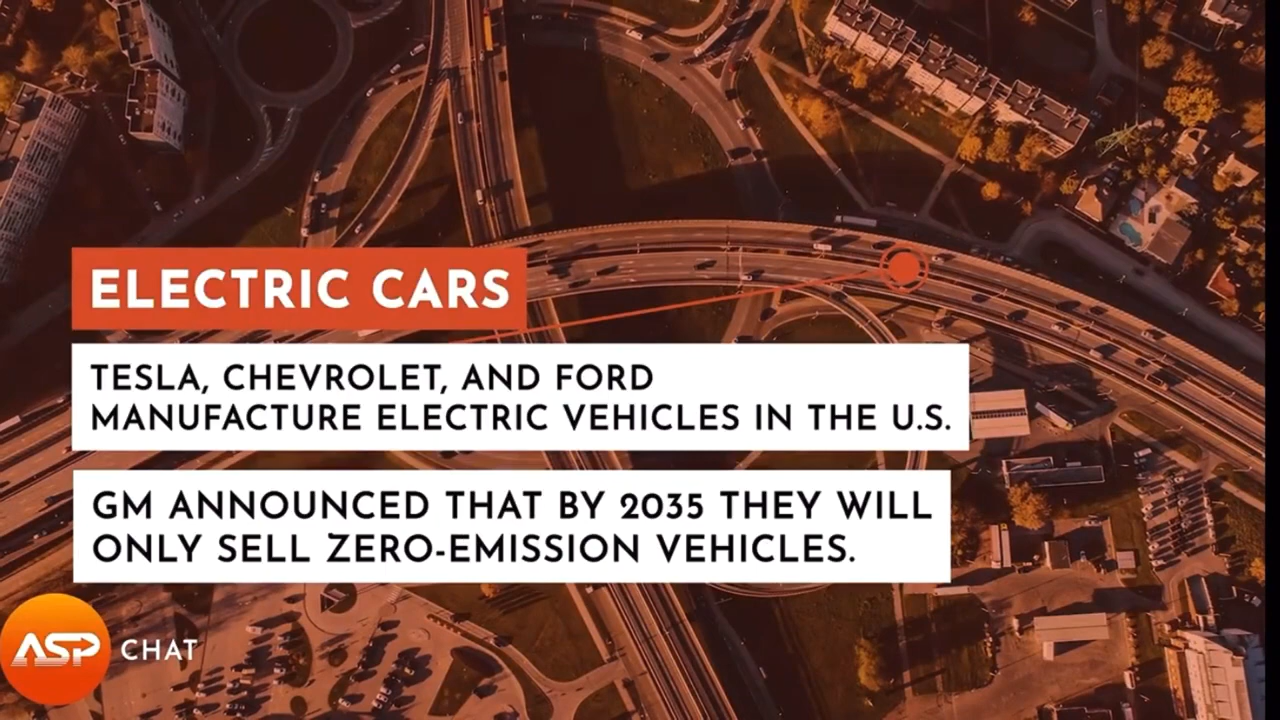 ELECTRIC CARS
TESLA, CHEVROLET, AND FORD
MANUFACTURE ELECTRIC VEHICLES IN THE U.S.
GM ANNOUNCED THAT BY 2035 THEY WILL
ONLY SELL ZERO-EMISSION VEHICLES.
ASP CHAT